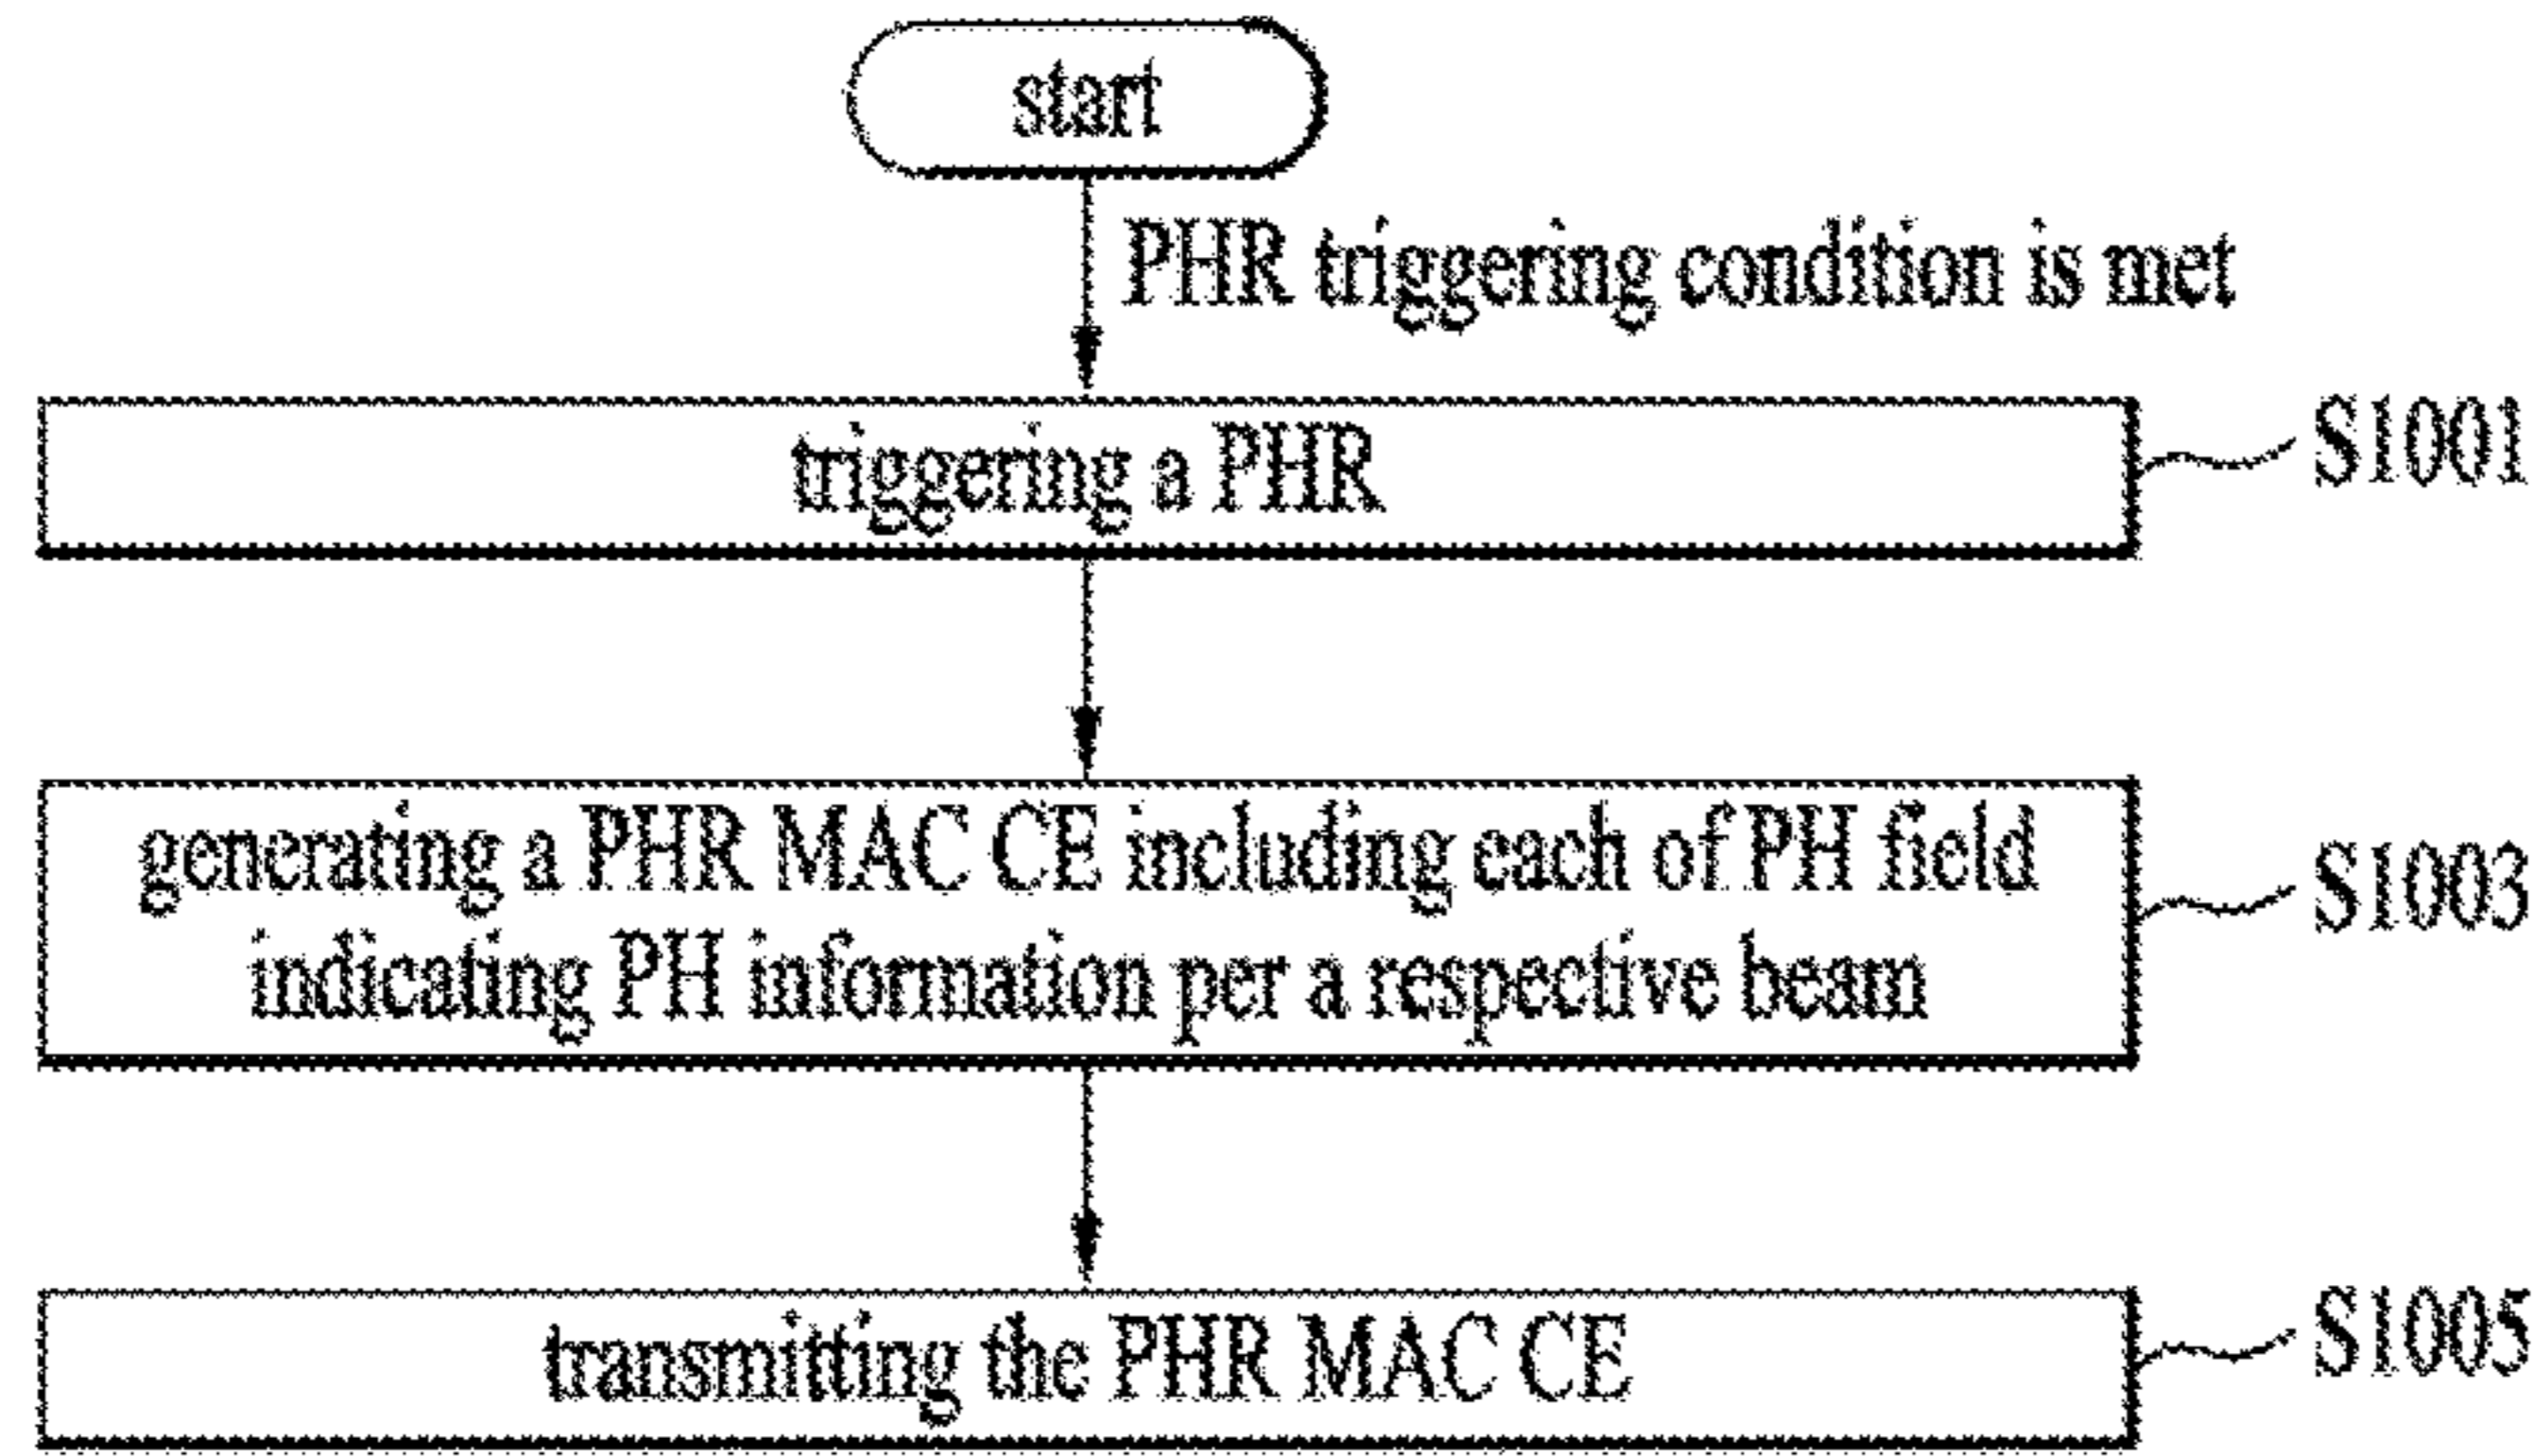 start
PHR triggering condition is met
triggering a PHR
S1001
generating a PHR MAC CE including each of PH field
indicating PH information per a respective beam
S1003
transmitting the PHR MAC CE
S1005